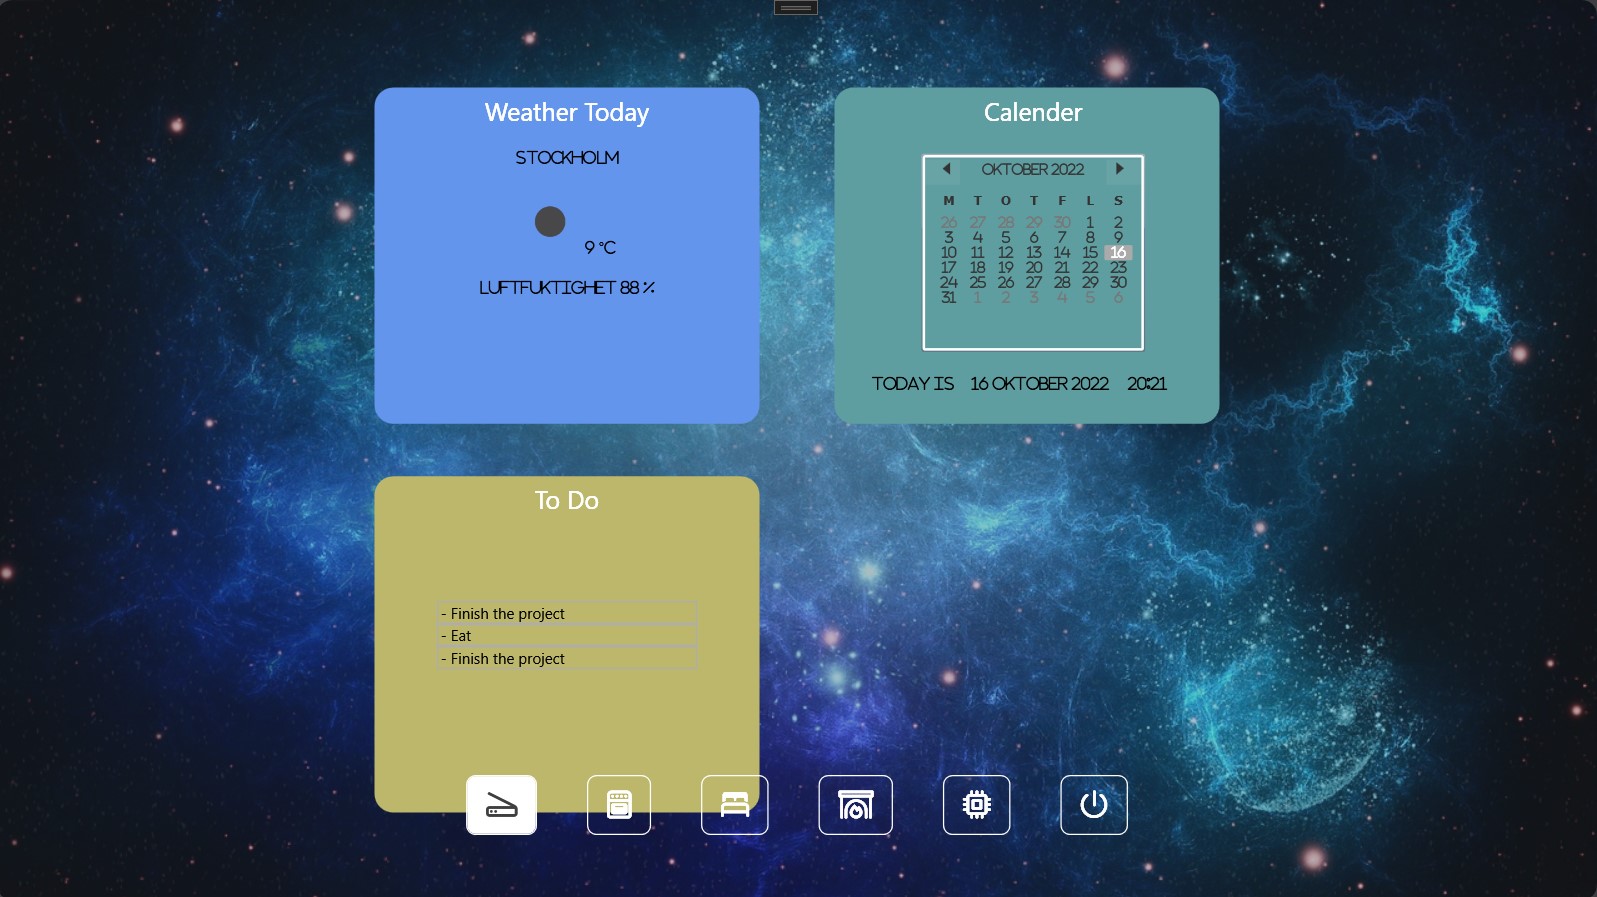 Weather Today
STOCKHOLM
9 °C
LUFTFUKTIGHET 88 %
Calender
OKTOBER 2022
M T O T F L S
26 27 28 29 30 1 2
3 4 5 6 7 8 9
10 11 12 13 14 15 16
17 18 19 20 21 22 23
24 25 26 27 28 29 30
31 1 2 3 4 5 6
TODAY IS 16 OKTOBER 2022 20:21
To Do
- Finish the project
- Eat
- Finish the project